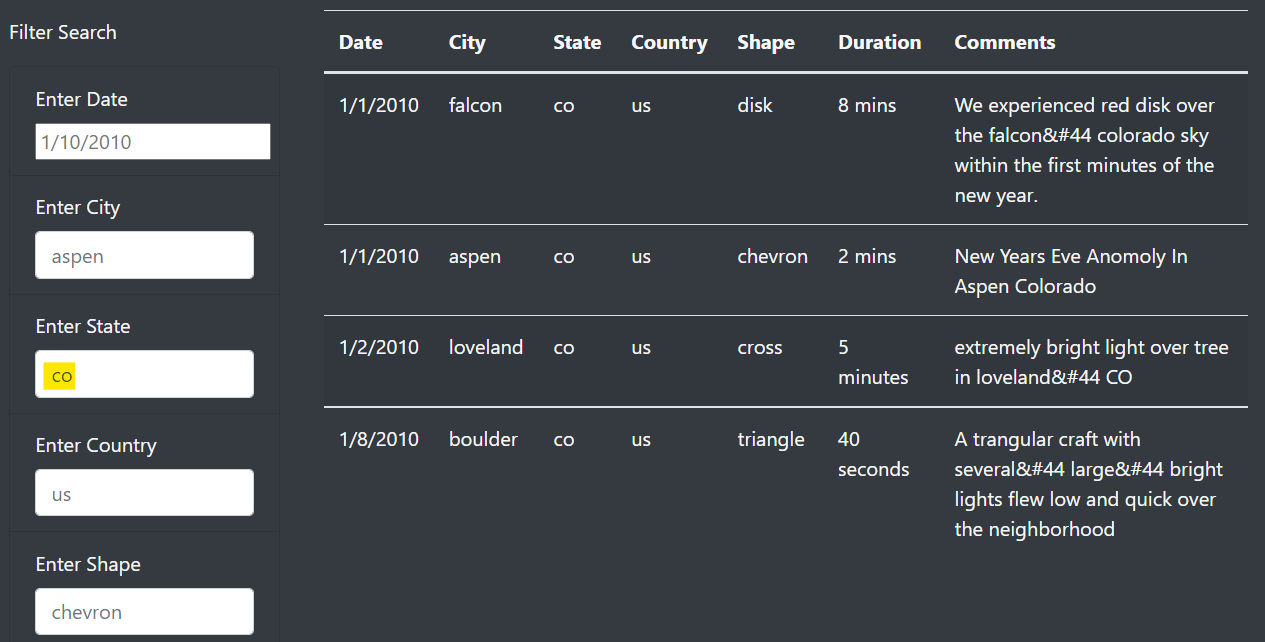 Filter Search
Enter Date
1/10/2010
Enter City
aspen
Enter State
co
Enter Country
us
Enter Shape
chevron
Date City State Country Shape Duration Comments
1/1/2010 falcon co us disk 8 mins We experienced red disk over
the falcon&#44 colorado sky
within the first minutes of the
new year.
1/1/2010 aspen co us chevron 2 mins New Years Eve Anomoly In
Aspen Colorado
1/2/2010 loveland co us cross 5 extremely bright light over tree
minutes in loveland&#44 CO
1/8/2010 boulder co us triangle 40 A trangular craft with
seconds several&#44 large&#44 bright
lights flew low and quick over
the neighborhood